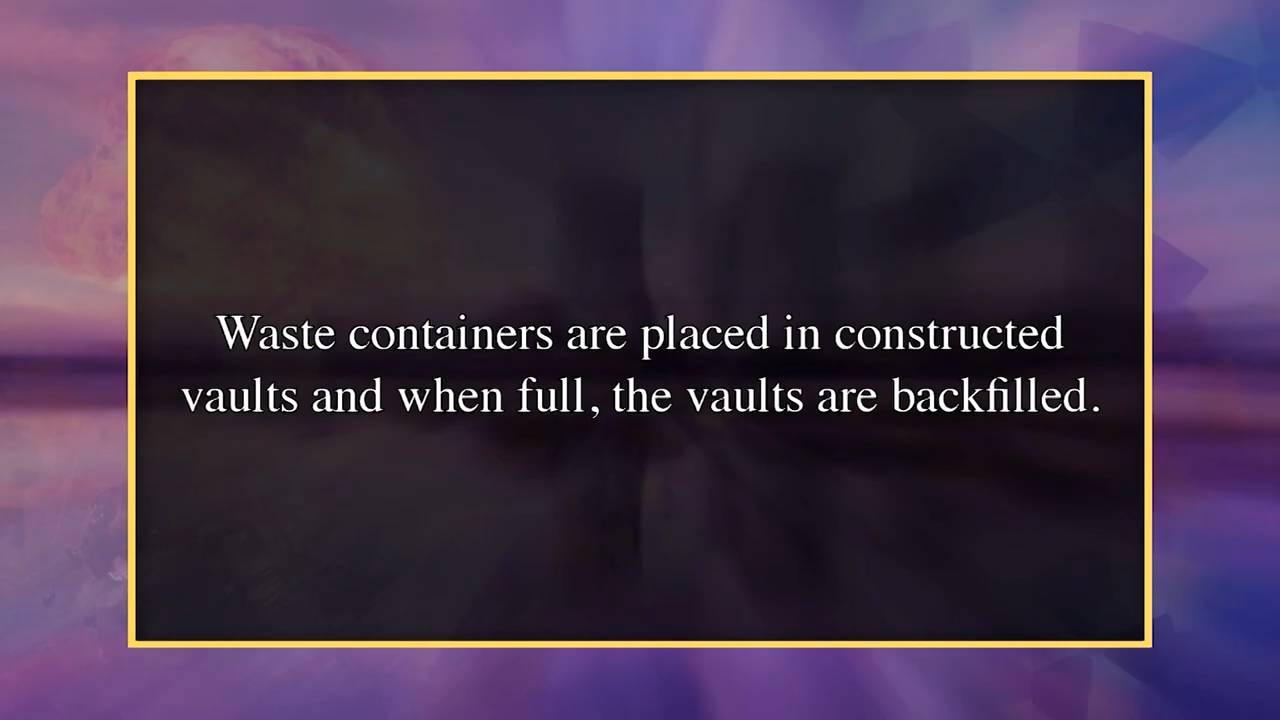 Waste containers are placed in constructed
vaults and when full, the vaults are backfilled.